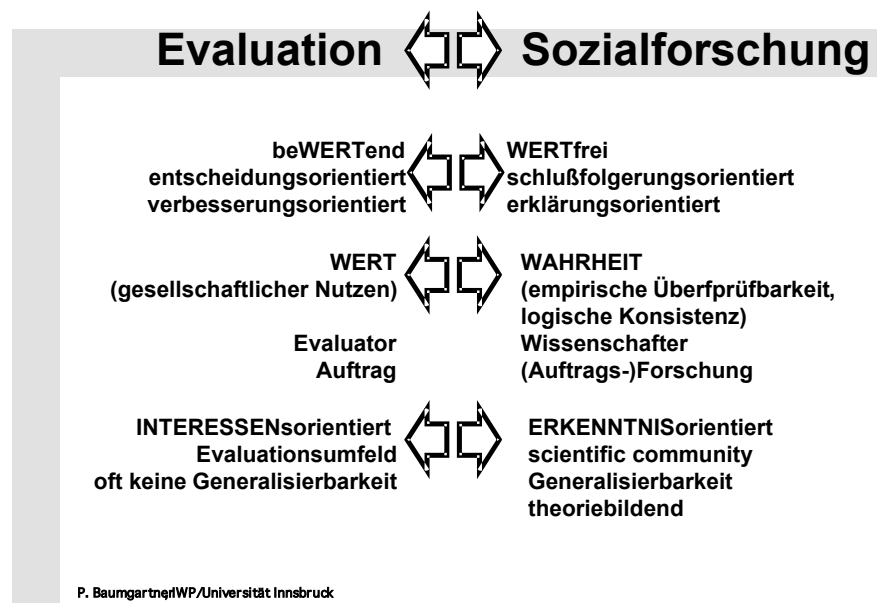 Evaluation Sozialforschung
beWERTend WERTfrei
entscheidungsorientiert schlußfolgerungsorientiert
verbesserungsorientiert erklärungsorientiert
WERT WAHRHEIT
(gesellschaftlicher Nutzen) (empirische Überfprüfbarkeit,
logische Konsistenz)
Evaluator Wissenschafter
Auftrag (Auftrags-)Forschung
INTERESSENsorientiert ERKENNTNISorientiert
Evaluationsumfeld scientific community
oft keine Generalisierbarkeit Generalisierbarkeit
theoriebildend
P. Baumgartner/IWP/Universität Innsbruck